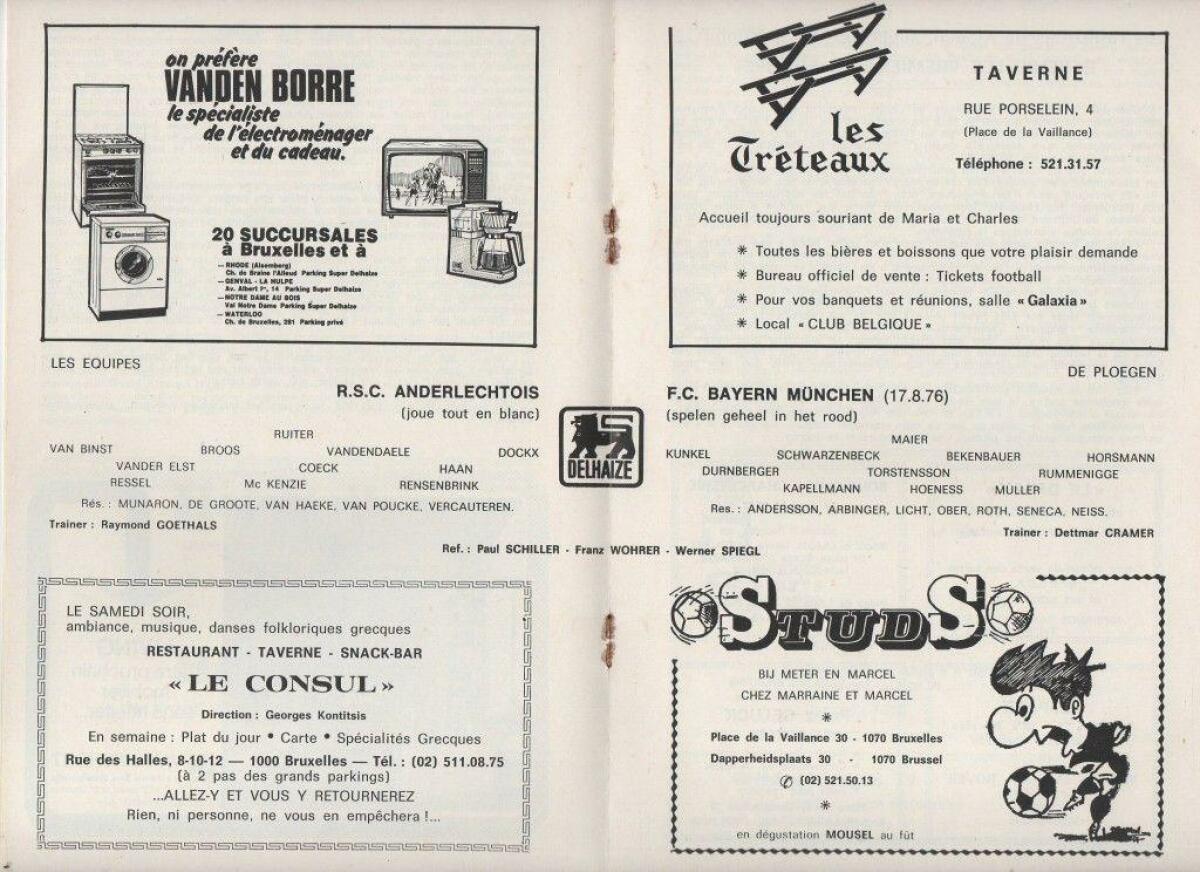 on préfère
VANDEN BORRE
le spécialiste
de l'électroménager
et du cadeau.
20 SUCCURSALES
à Bruxelles et à
— RHODE (Alsemberg)
Ch. de Braine l'Alleud Parking Super Delhaize
— GENVAL - LA HULPE
Av. Albert Ier, 14 Parking Super Delhaize
— NOTRE DAME AU BOIS
Val Notre Dame Parking Super Delhaize
— WATERLOO
Ch. de Bruxelles, 281 Parking privé
LES EQUIPES
R.S.C. ANDERLECHTOIS
(joue tout en blanc)
RUITER
VAN BINST BROOS VANDENDAELE DOCKX
VANDER ELST COECK HAAN
RESSEL Mc KENZIE RENSENBRINK
Rés. : MUNARON, DE GROOTE, VAN HAEKE, VAN POUCKE, VERCAUTEREN.
Trainer : Raymond GOETHALS
DELHAIZE
les
Tréteaux
TAVERNE
RUE PORSELEIN, 4
(Place de la Vaillance)
Téléphone : 521.31.57
Accueil toujours souriant de Maria et Charles
* Toutes les bières et boissons que votre plaisir demande
* Bureau officiel de vente : Tickets football
* Pour vos banquets et réunions, salle « Galaxia »
* Local « CLUB BELGIQUE »
DE PLOEGEN
F.C. BAYERN MÜNCHEN (17.8.76)
(spelen geheel in het rood)
MAIER
KUNKEL SCHWARZENBECK BEKENBAUER HORSMANN
DURNBERGER TORSTENSSON RUMMENIGGE
KAPELLMANN HOENESS MÜLLER
Res. : ANDERSSON, ARBINGER, LICHT, OBER, ROTH, SENECA, NEISS.
Trainer : Dettmar CRAMER
Ref. : Paul SCHILLER - Franz WOHRER - Werner SPIEGL
LE SAMEDI SOIR,
ambiance, musique, danses folkloriques grecques
RESTAURANT - TAVERNE - SNACK-BAR
« LE CONSUL »
Direction : Georges Kontitsis
En semaine : Plat du jour • Carte • Spécialités Grecques
Rue des Halles, 8-10-12 — 1000 Bruxelles — Tél. : (02) 511.08.75
(à 2 pas des grands parkings)
...ALLEZ-Y ET VOUS Y RETOURNEREZ
Rien, ni personne, ne vous en empêchera !...
STUDS
BIJ METER EN MARCEL
CHEZ MARRAINE ET MARCEL
*
Place de la Vaillance 30 - 1070 Bruxelles
Dapperheidsplaats 30 - 1070 Brussel
✆ (02) 521.50.13
*
en dégustation MOUSEL au fût